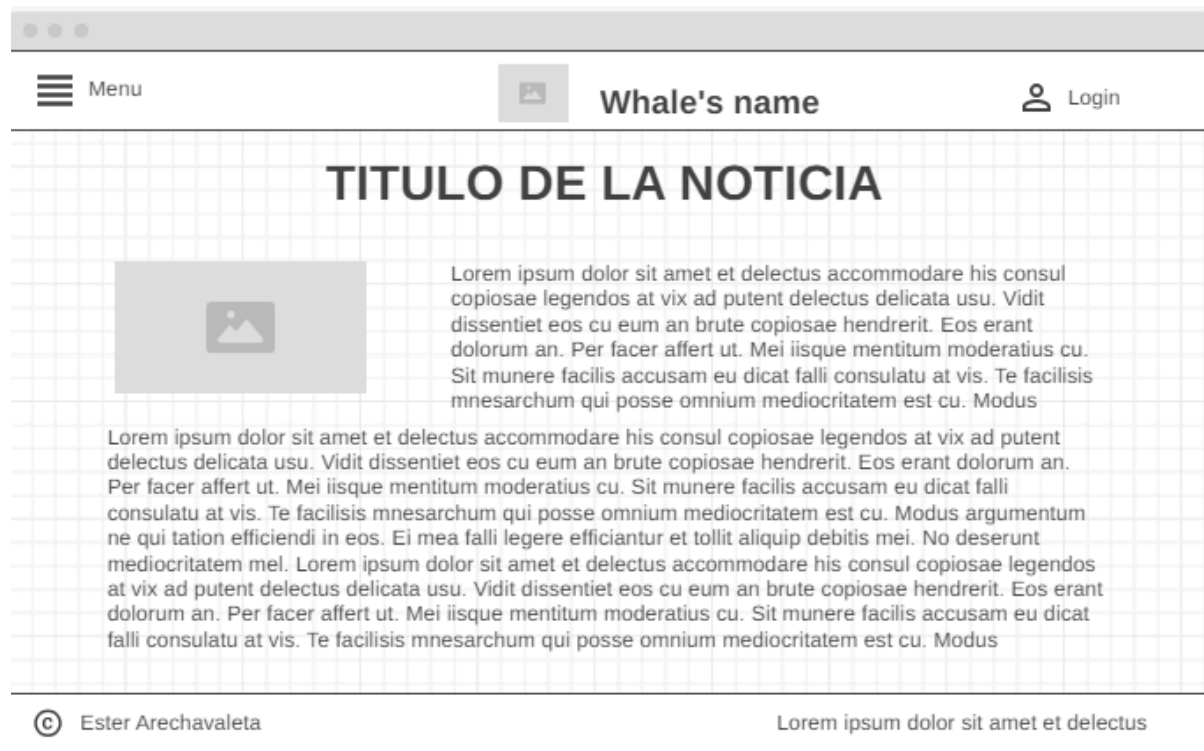 Menu
Whale's name
Login
TITULO DE LA NOTICIA
Lorem ipsum dolor sit amet et delectus accommodare his consul
copiosae legendos at vix ad putent delectus delicata usu. Vidit
dissentiet eos cu eum an brute copiosae hendrerit. Eos erant
dolorum an. Per facer affert ut. Mei iisque mentitum moderatius cu.
Sit munere facilis accusam eu dicat falli consulatu at vis. Te facilisis
mnesarchum qui posse omnium mediocritatem est cu. Modus
Lorem ipsum dolor sit amet et delectus accommodare his consul copiosae legendos at vix ad putent
delectus delicata usu. Vidit dissentiet eos cu eum an brute copiosae hendrerit. Eos erant dolorum an.
Per facer affert ut. Mei iisque mentitum moderatius cu. Sit munere facilis accusam eu dicat falli
consulatu at vis. Te facilisis mnesarchum qui posse omnium mediocritatem est cu. Modus argumentum
ne qui tation efficiendi in eos. Ei mea falli legere efficiantur et tollit aliquip debitis mei. No deserunt
mediocritatem mel. Lorem ipsum dolor sit amet et delectus accommodare his consul copiosae legendos
at vix ad putent delectus delicata usu. Vidit dissentiet eos cu eum an brute copiosae hendrerit. Eos erant
dolorum an. Per facer affert ut. Mei iisque mentitum moderatius cu. Sit munere facilis accusam eu dicat
falli consulatu at vis. Te facilisis mnesarchum qui posse omnium mediocritatem est cu. Modus
© Ester Arechavaleta
Lorem ipsum dolor sit amet et delectus